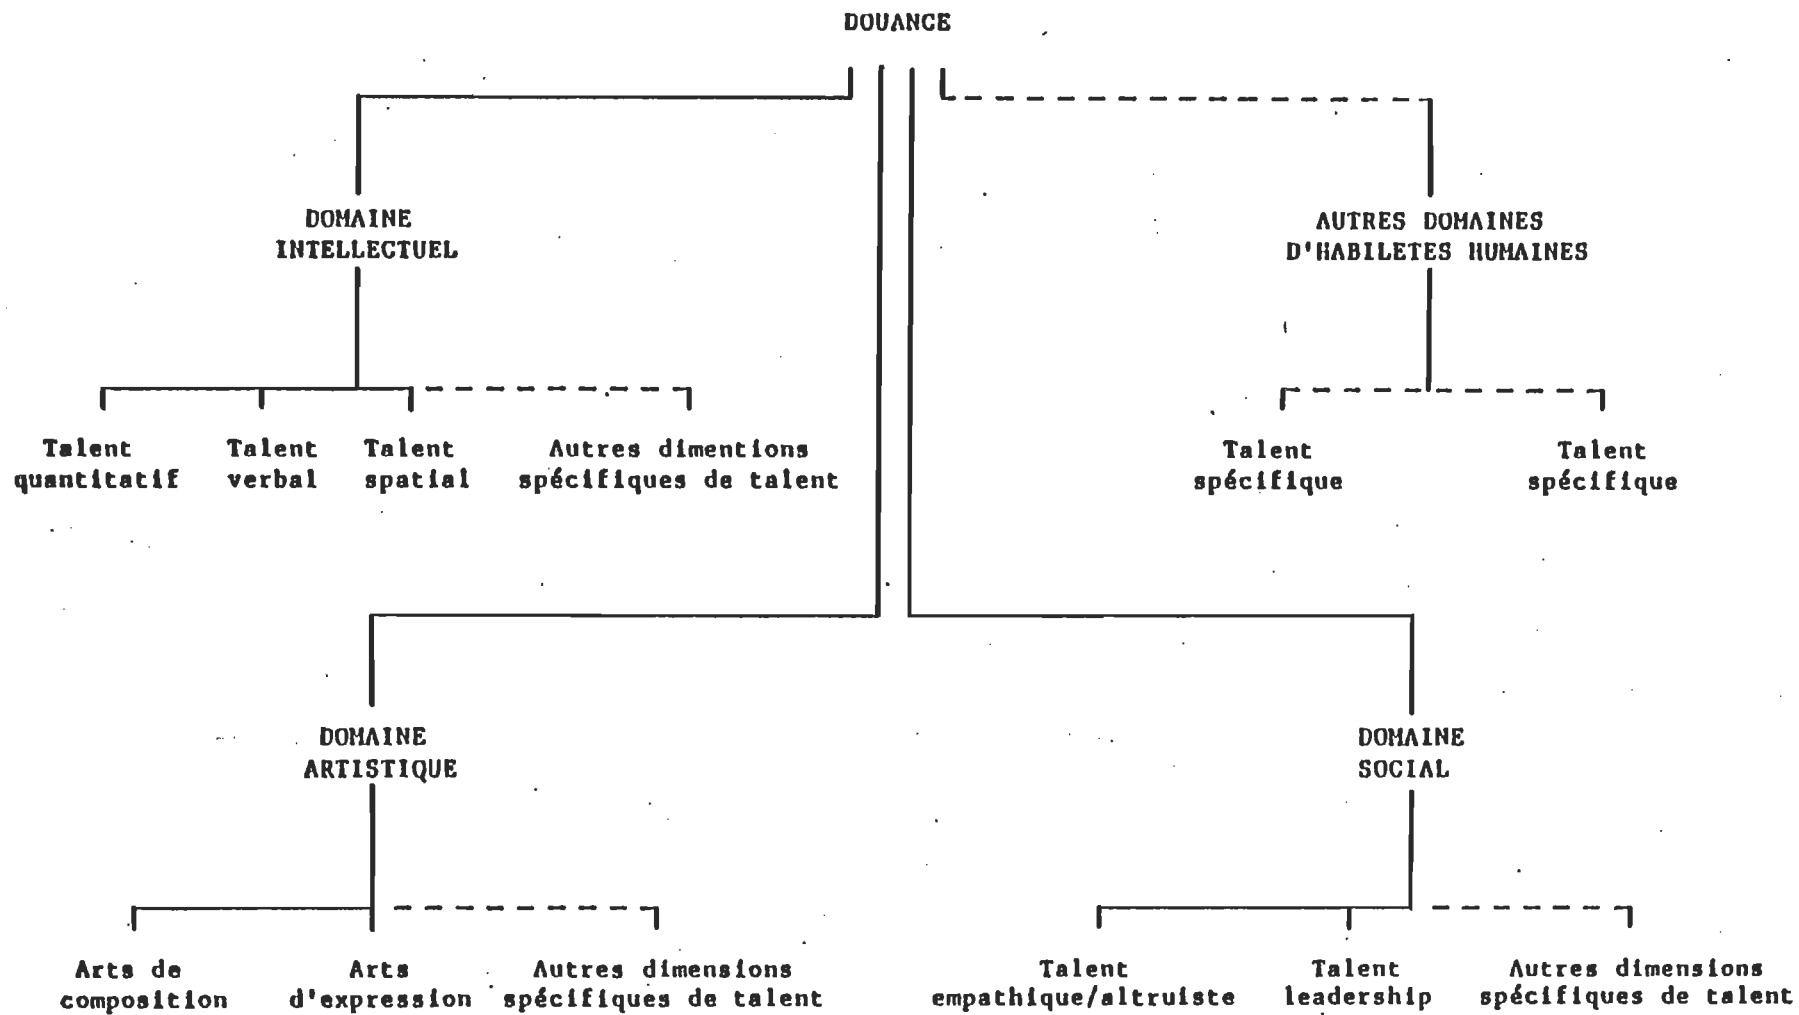 DOUANCE
DOMAINE
INTELLECTUEL
AUTRES DOMAINES
D'HABILETES HUMAINES
Talent
quantitatif
Talent
verbal
Talent
spatial
Autres dimentions
spécifiques de talent
Talent
spécifique
Talent
spécifique
DOMAINE
ARTISTIQUE
DOMAINE
SOCIAL
Arts de
composition
Arts
d'expression
Autres dimensions
spécifiques de talent
Talent
empathique/altruiste
Talent
leadership
Autres dimensions
spécifiques de talent